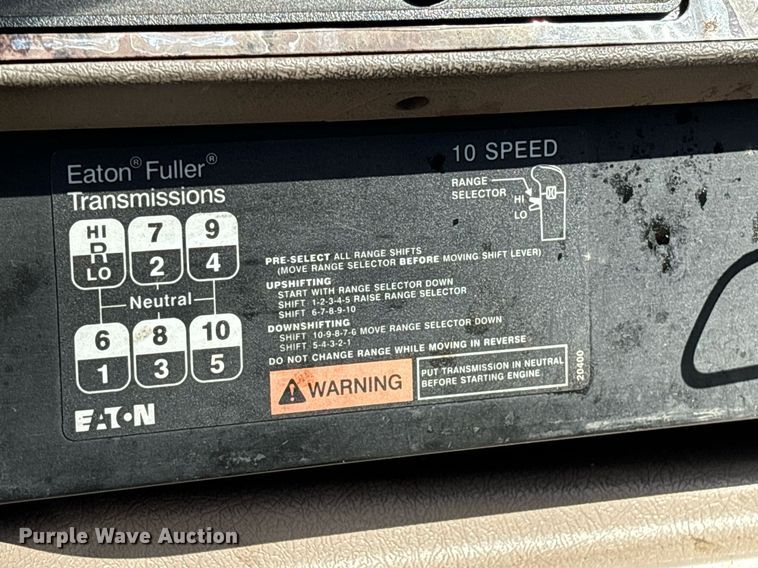 Eaton® Fuller®
Transmissions
10 SPEED
RANGE
SELECTOR
HI
LO
HI
R
LO
7
2
9
4
Neutral
6
1
8
3
10
5
EATON
PRE-SELECT ALL RANGE SHIFTS
(MOVE RANGE SELECTOR BEFORE MOVING SHIFT LEVER)
UPSHIFTING:
START WITH RANGE SELECTOR DOWN
SHIFT 1-2-3-4-5 RAISE RANGE SELECTOR
SHIFT 6-7-8-9-10
DOWNSHIFTING:
SHIFT 10-9-8-7-6 MOVE RANGE SELECTOR DOWN
SHIFT 5-4-3-2-1
DO NOT CHANGE RANGE WHILE MOVING IN REVERSE
WARNING
PUT TRANSMISSION IN NEUTRAL
BEFORE STARTING ENGINE
20400
Purple Wave Auction